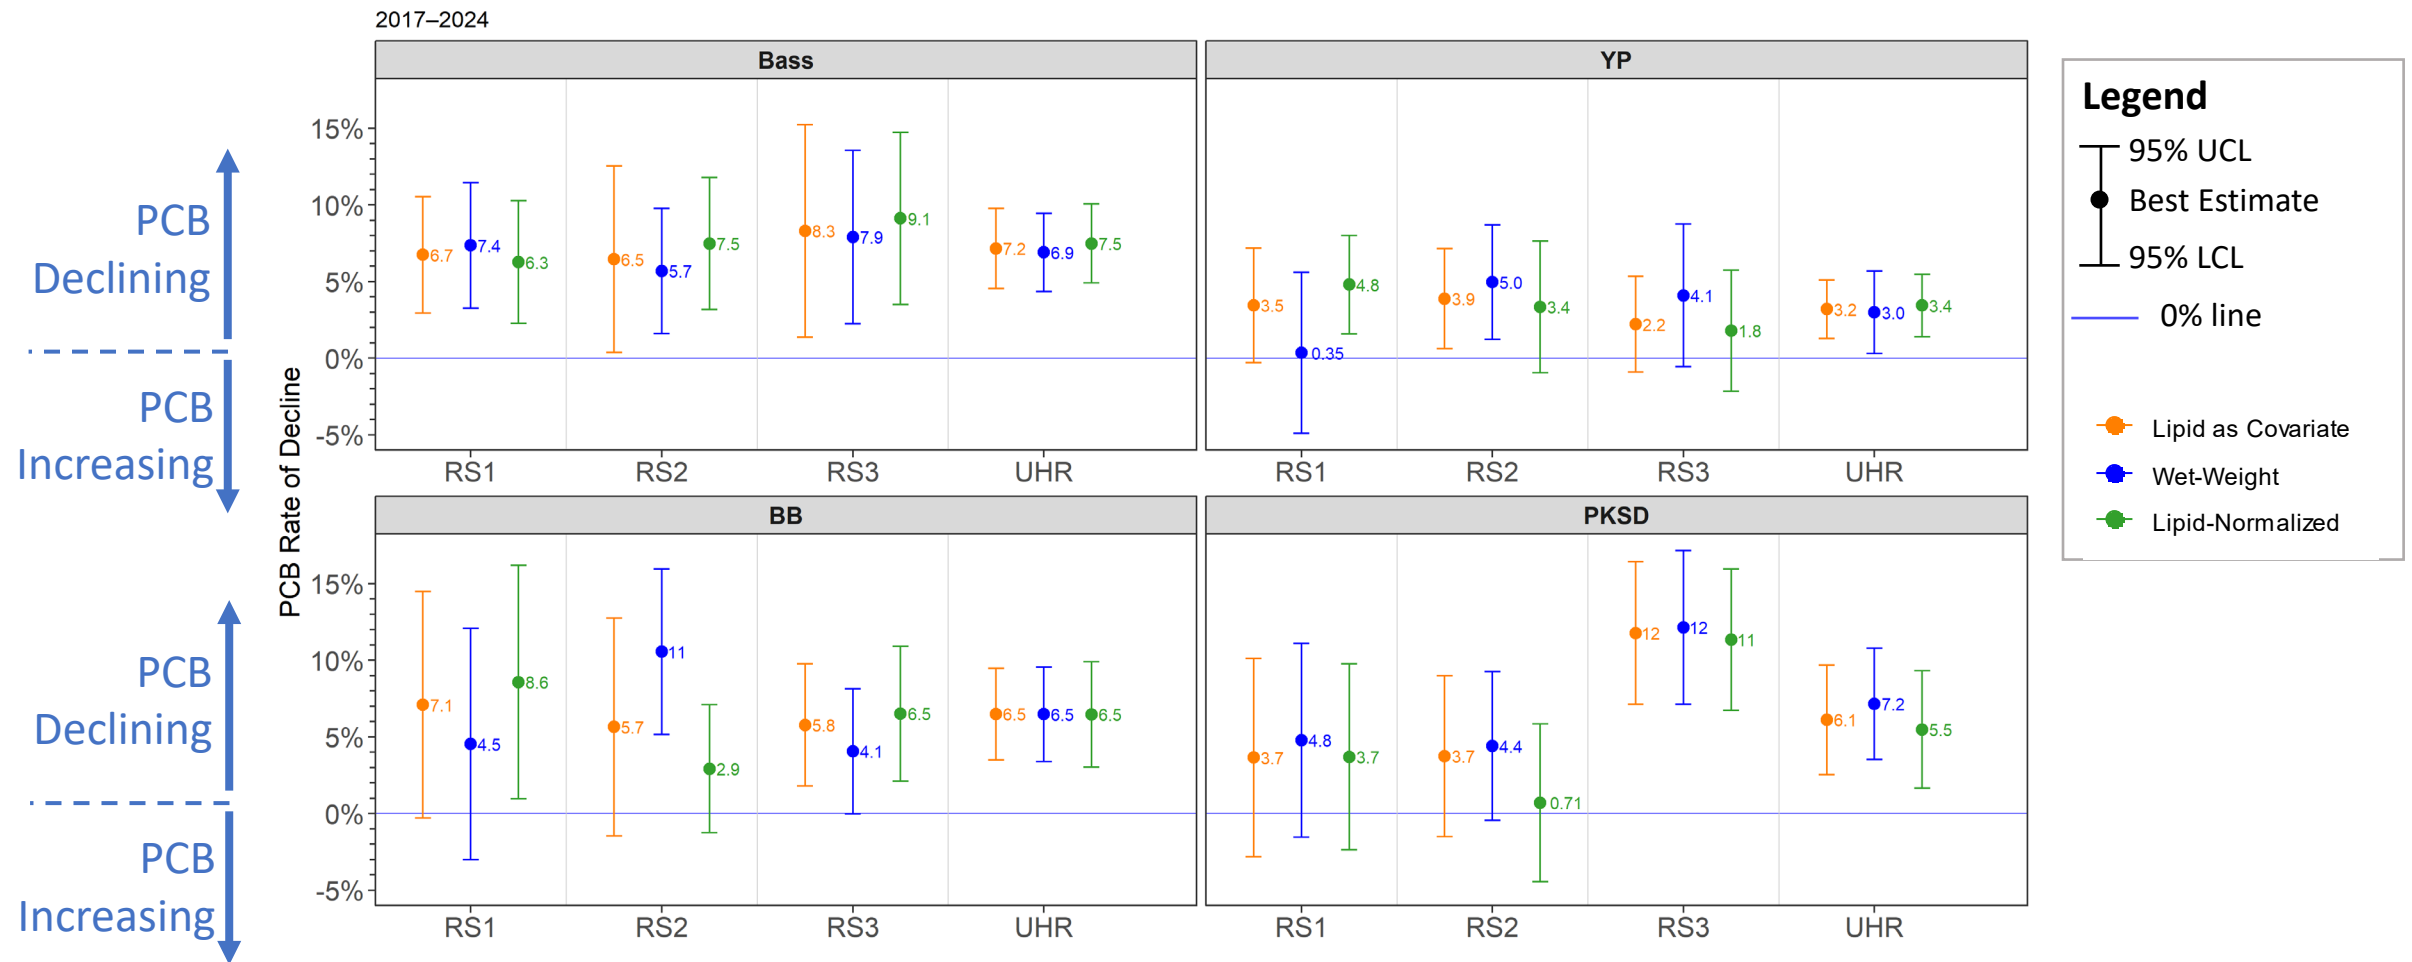 2017–2024
Bass
YP
15%
10%
5%
0%
-5%
6.7
7.4
6.3
6.5
5.7
7.5
8.3
7.9
9.1
7.2
6.9
7.5
3.5
0.35
4.8
3.9
5.0
3.4
2.2
4.1
1.8
3.2
3.0
3.4
RS1
RS2
RS3
UHR
RS1
RS2
RS3
UHR
PCB
Declining
PCB
Increasing
PCB Rate of Decline
BB
PKSD
15%
10%
5%
0%
-5%
7.1
4.5
8.6
5.7
11
2.9
5.8
4.1
6.5
6.5
6.5
6.5
3.7
4.8
3.7
3.7
4.4
0.71
12
12
11
6.1
7.2
5.5
RS1
RS2
RS3
UHR
RS1
RS2
RS3
UHR
PCB
Declining
PCB
Increasing
Legend
95% UCL
Best Estimate
95% LCL
0% line
Lipid as Covariate
Wet-Weight
Lipid-Normalized